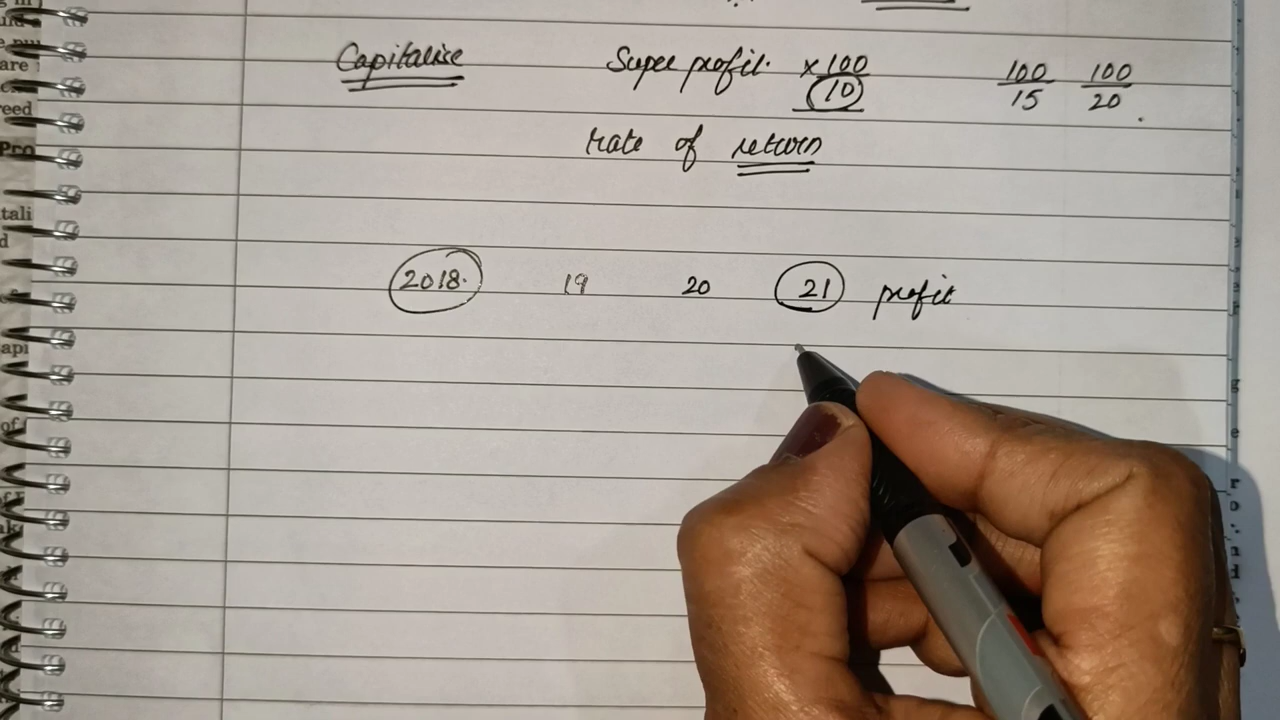 Capitalise Super profit. × 100 / 10 100 / 15 100 / 20 .
rate of return
2018. 19 20 21 profit